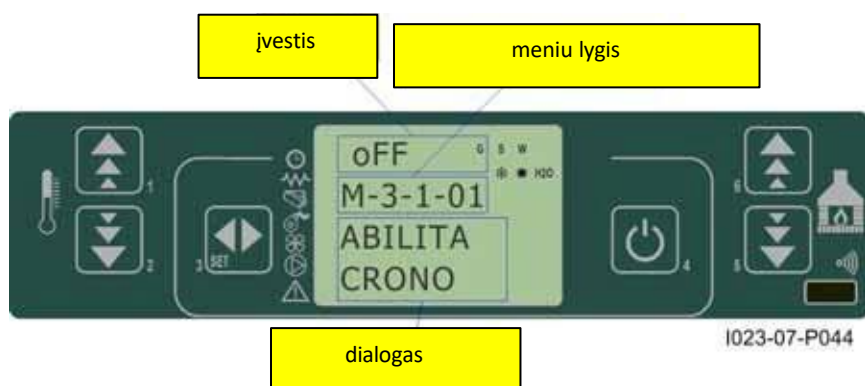 įvestis
meniu lygis
oFF G S W
H2O
M-3-1-01
ABILITA
CRONO
1
2
3 SET
4
6
5
I023-07-P044
dialogas